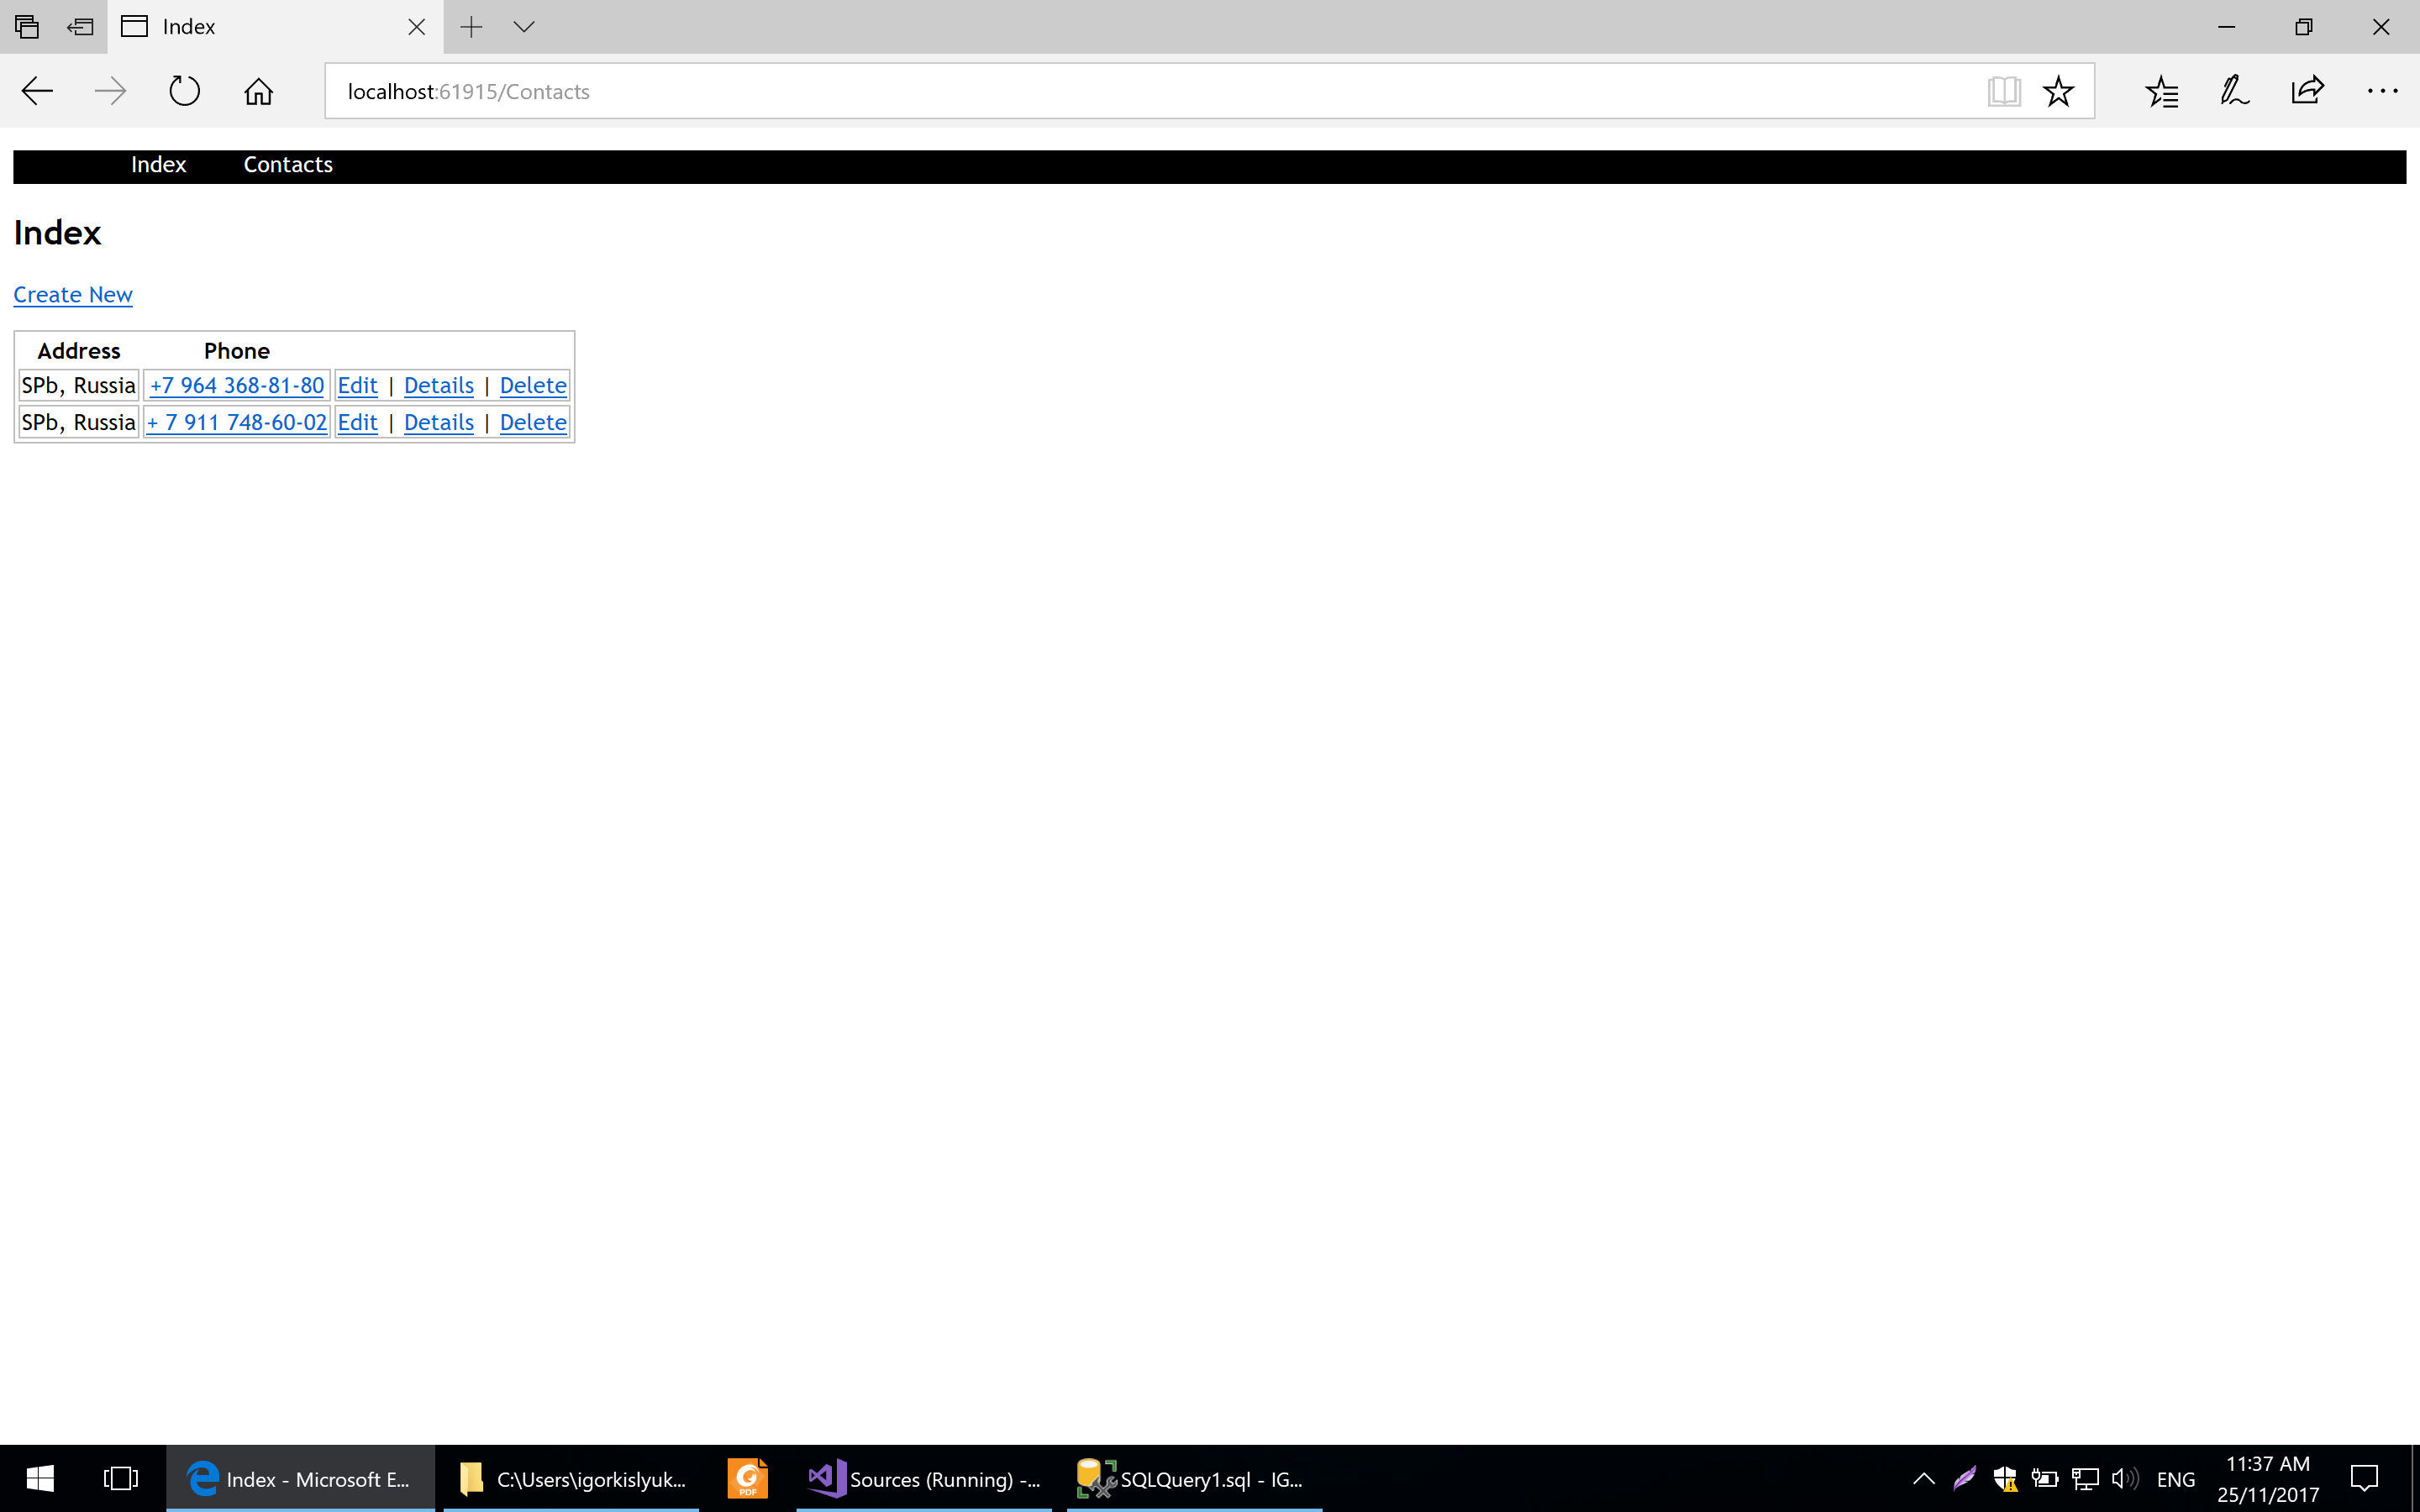 Index
localhost:61915/Contacts
Index Contacts
Index
Create New
Address Phone
SPb, Russia +7 964 368-81-80 Edit | Details | Delete
SPb, Russia + 7 911 748-60-02 Edit | Details | Delete
Index - Microsoft E... C:\Users\igorkislyuk... PDF Sources (Running) -... SQLQuery1.sql - IG... ENG 11:37 AM
25/11/2017